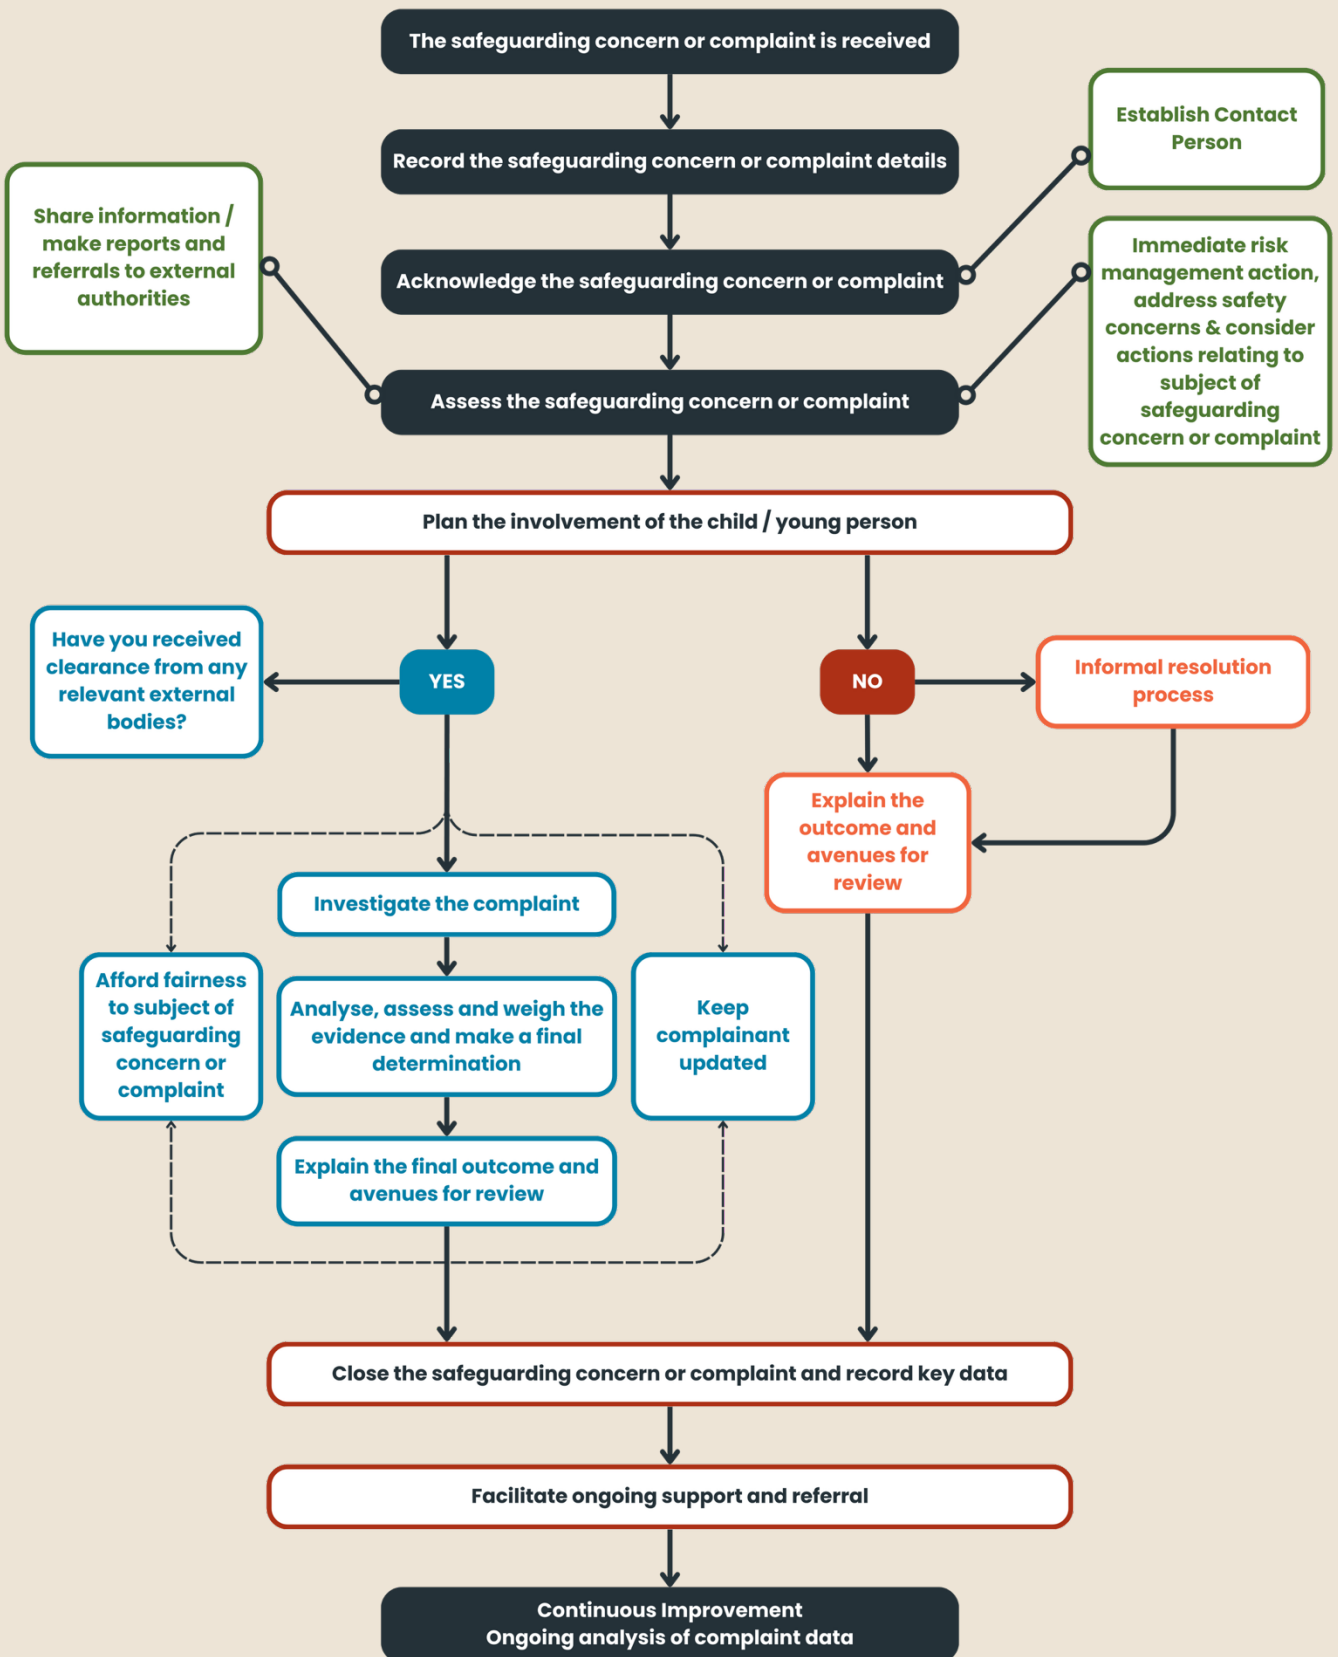 The safeguarding concern or complaint is received
Establish Contact
Person
Record the safeguarding concern or complaint details
Share information /
make reports and
referrals to external
authorities
Acknowledge the safeguarding concern or complaint
Immediate risk
management action,
address safety
concerns & consider
actions relating to
subject of
safeguarding
concern or complaint
Assess the safeguarding concern or complaint
Plan the involvement of the child / young person
Have you received
clearance from any
relevant external
bodies?
YES
NO
Informal resolution
process
Explain the
outcome and
avenues for
review
Investigate the complaint
Afford fairness
to subject of
safeguarding
concern or
complaint
Analyse, assess and weigh the
evidence and make a final
determination
Keep
complainant
updated
Explain the final outcome and
avenues for review
Close the safeguarding concern or complaint and record key data
Facilitate ongoing support and referral
Continuous Improvement
Ongoing analysis of complaint data